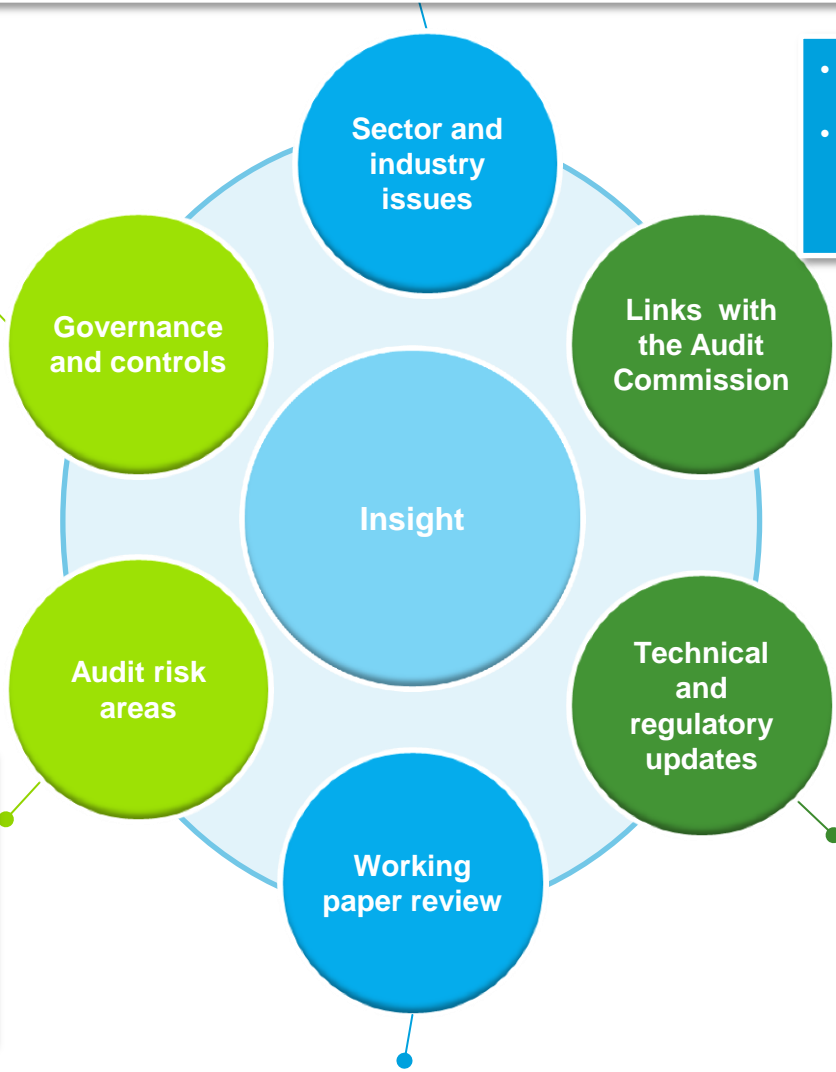 Sector and
industry
issues
Governance
and controls
Links with
the Audit
Commission
Insight
Audit risk
areas
Technical
and
regulatory
updates
Working
paper review